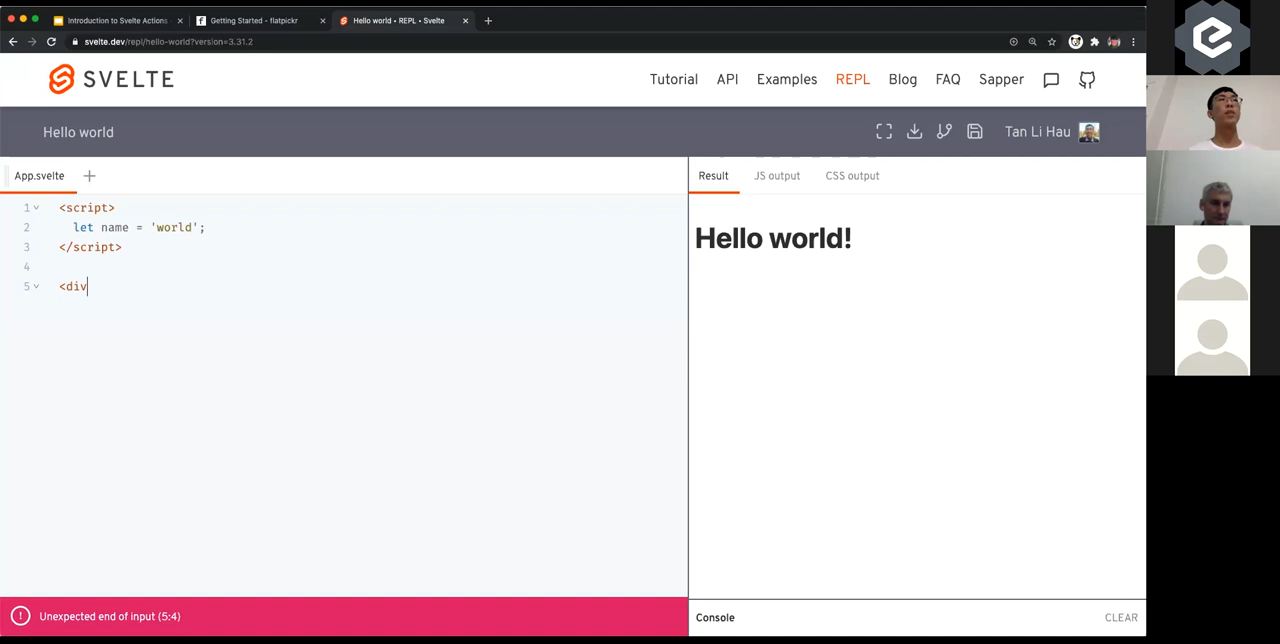 Introduction to Svelte Actions
Getting Started - flatpickr
Hello world • REPL • Svelte
svelte.dev/repl/hello-world?version=3.31.2
SVELTE
Tutorial
API
Examples
REPL
Blog
FAQ
Sapper
Hello world
Tan Li Hau
App.svelte
Result
JS output
CSS output
1 <script>
2 let name = 'world';
3 </script>
4
5 <div
Hello world!
Unexpected end of input (5:4)
Console
CLEAR